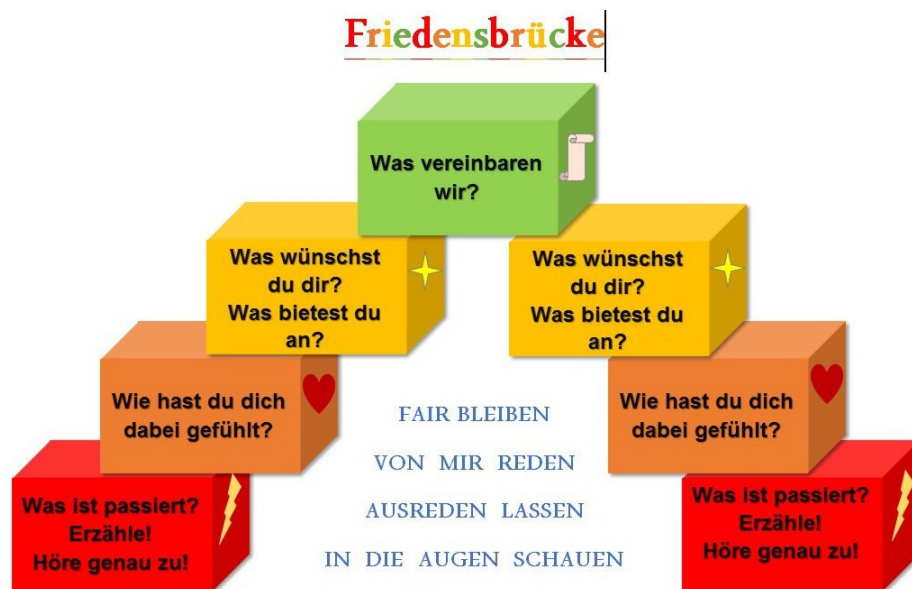 Friedensbrücke
Was vereinbaren
wir?
Was wünschst
du dir?
Was bietest du
an?
Was wünschst
du dir?
Was bietest du
an?
Wie hast du dich
dabei gefühlt?
Wie hast du dich
dabei gefühlt?
FAIR BLEIBEN
VON MIR REDEN
AUSREDEN LASSEN
IN DIE AUGEN SCHAUEN
Was ist passiert?
Erzähle!
Höre genau zu!
Was ist passiert?
Erzähle!
Höre genau zu!